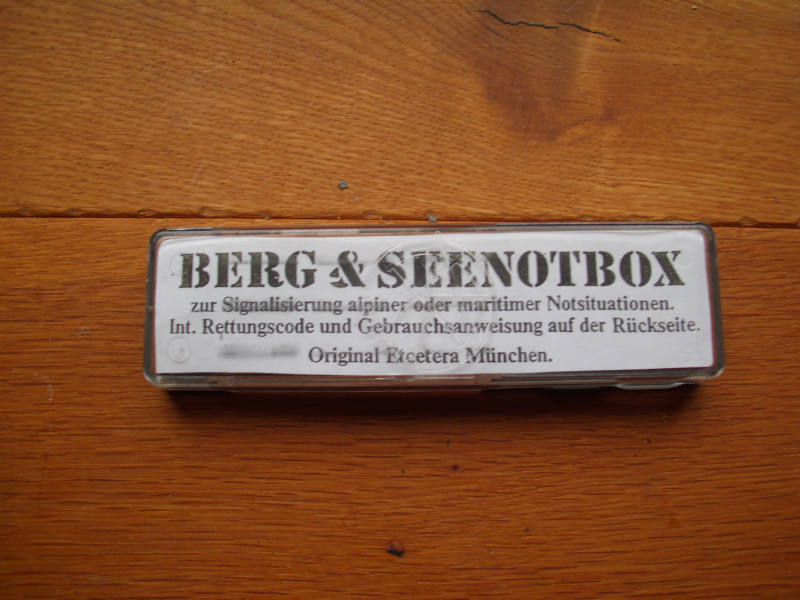 BERG & SEENOTBOX
zur Signalisierung alpiner oder maritimer Notsituationen.
Int. Rettungscode und Gebrauchsanweisung auf der Rückseite.
Original Etcetera München.